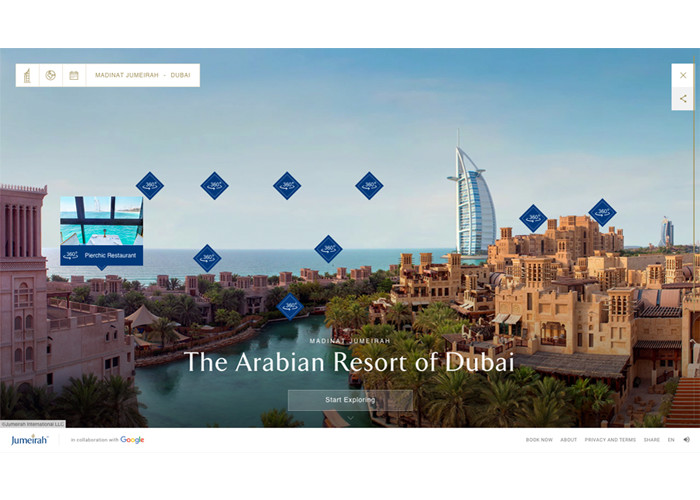 MADINAT JUMEIRAH - DUBAI
360°
360°
360°
360°
360°
360°
360° Pierchic Restaurant
360°
360°
360°
MADINAT JUMEIRAH
The Arabian Resort of Dubai
Start Exploring
©Jumeirah International LLC
Jumeirah in collaboration with Google BOOK NOW ABOUT PRIVACY AND TERMS SHARE EN